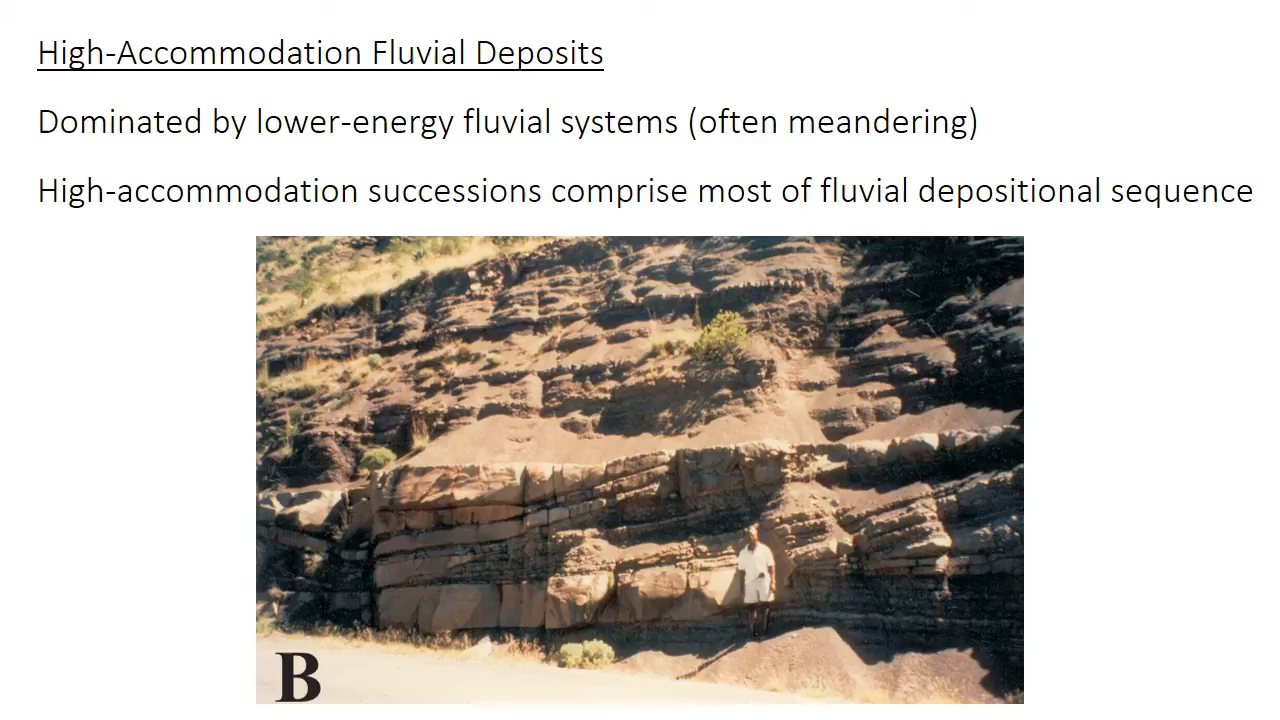 High-Accommodation Fluvial Deposits
Dominated by lower-energy fluvial systems (often meandering)
High-accommodation successions comprise most of fluvial depositional sequence
B